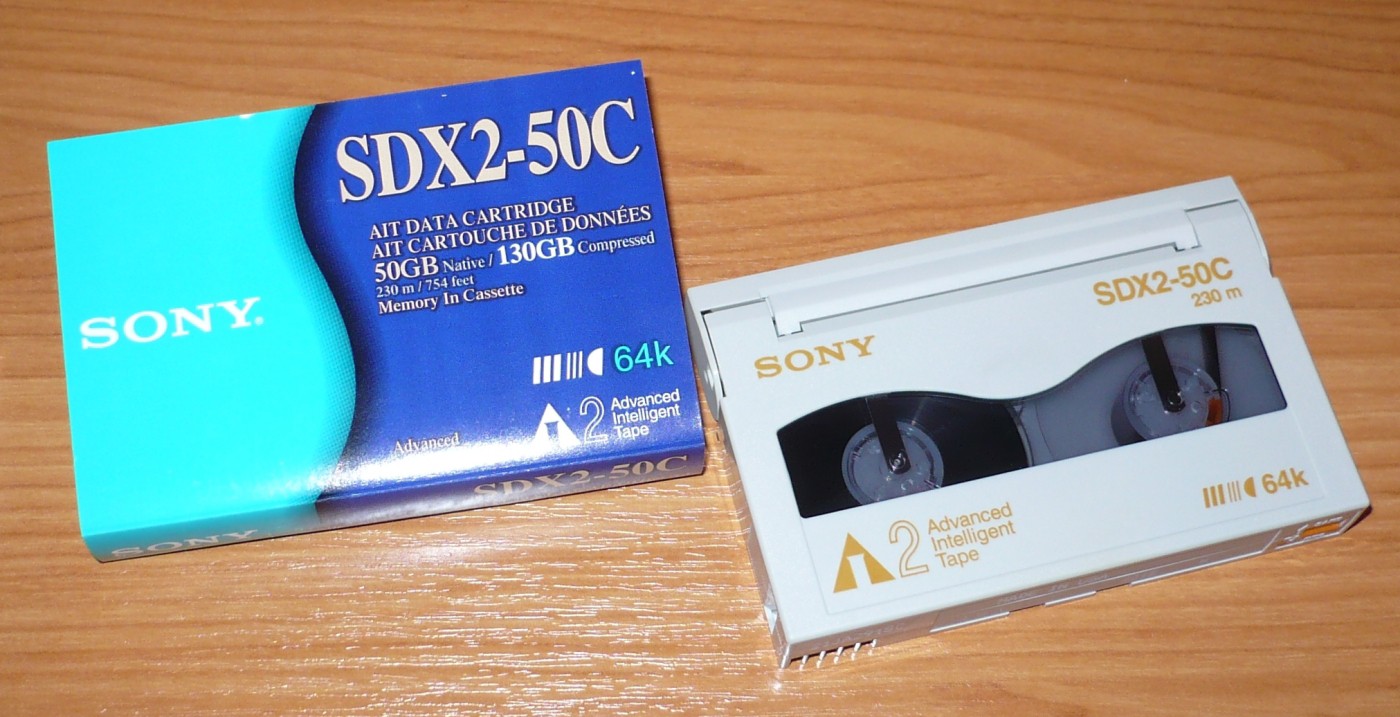 SDX2-50C
AIT DATA CARTRIDGE
AIT CARTOUCHE DE DONNÉES
50GB Native / 130GB Compressed
230 m / 754 feet
Memory In Cassette
SONY®
64k
Advanced
2 Advanced
Intelligent
Tape
SDX2-50C
SONY
SDX2-50C
230 m
SONY
64k
2 Advanced
Intelligent
Tape